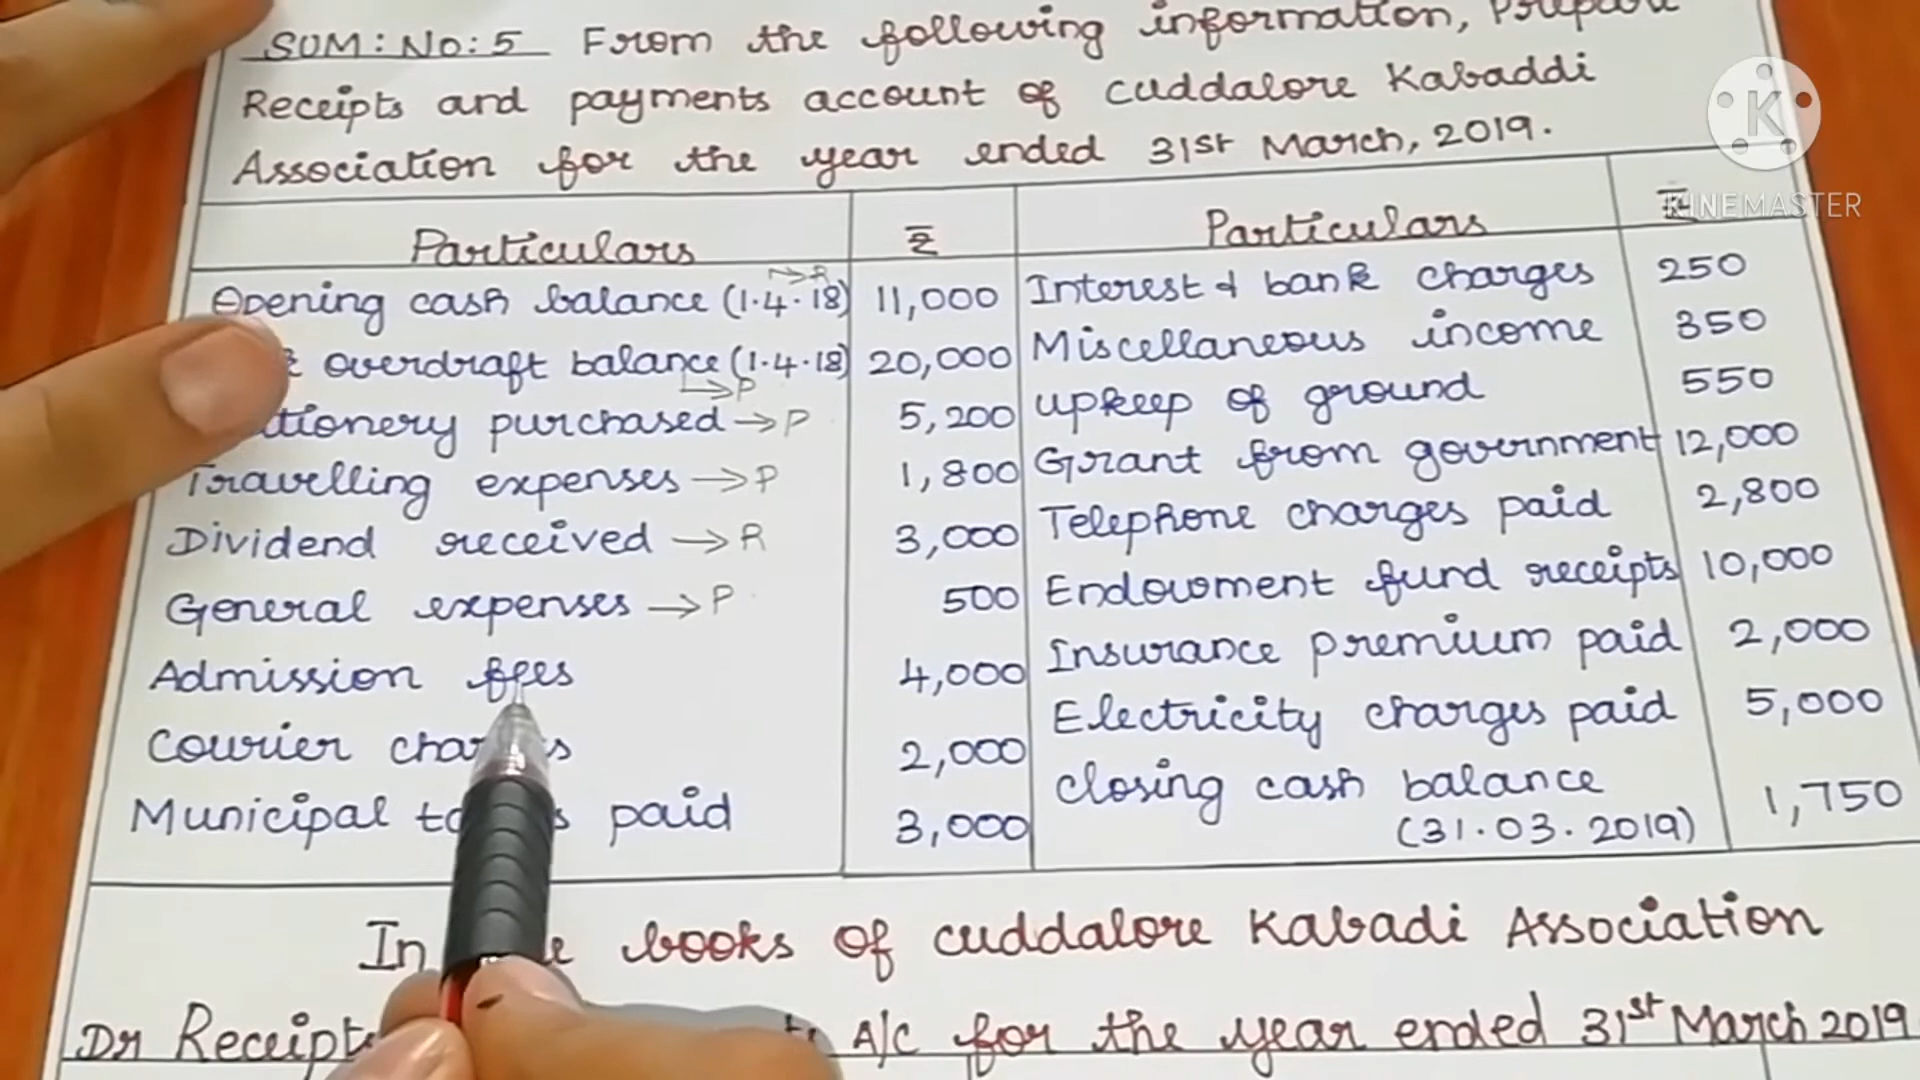 SUM: NO: 5 From the following information, Prepare
Receipts and payments account of cuddalore Kabaddi
Association for the year ended 31st March, 2019.
K
KINEMASTER
Particulars ₹ Particulars
→R
Opening cash balance (1.4.18) 11,000 Interest & bank charges 250
overdraft balance (1.4.18) 20,000 Miscellaneous income 350
→P
purchased →P 5,200 upkeep of ground 550
Travelling expenses →P 1,800 Grant from government 12,000
Dividend received →R 3,000 Telephone charges paid 2,800
General expenses →P 500 Endowment fund receipts 10,000
Admission fees 4,000 Insurance premium paid 2,000
Courier 2,000 Electricity charges paid 5,000
Municipal paid 3,000 closing cash balance 1,750
(31.03.2019)
In books of cuddalore Kabadi Association
Dr A/C for the year ended 31st March 2019